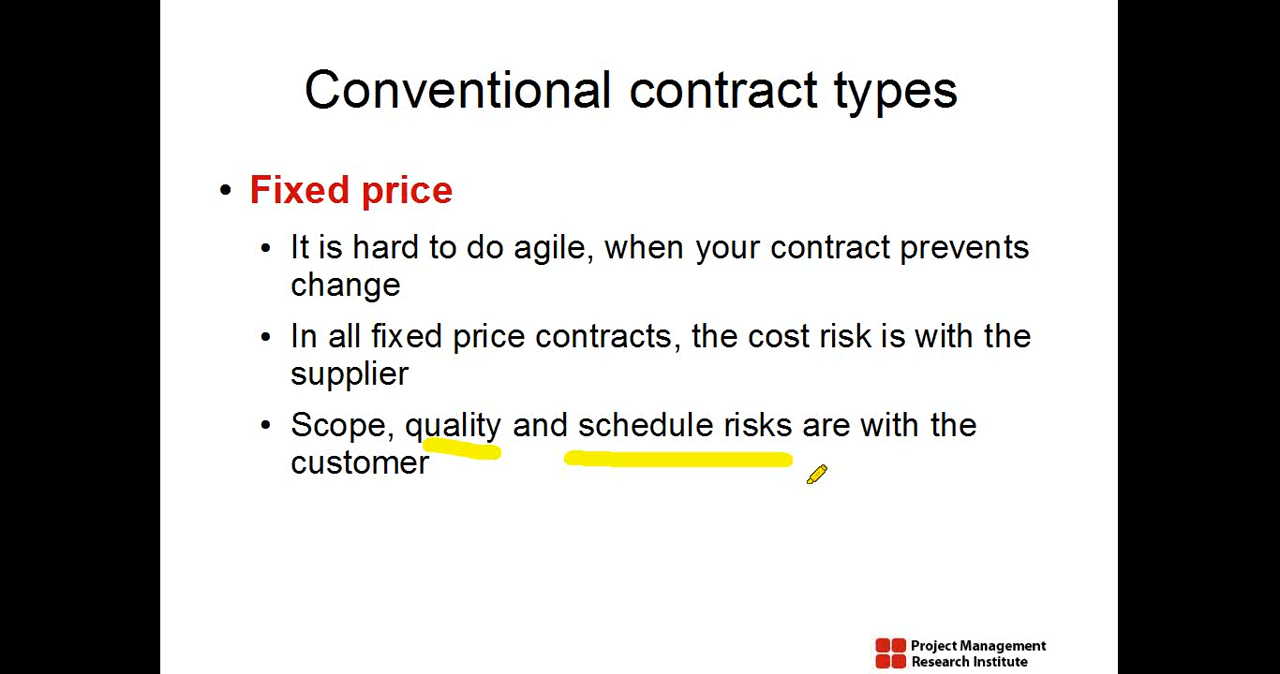 Conventional contract types
• Fixed price
• It is hard to do agile, when your contract prevents
change
• In all fixed price contracts, the cost risk is with the
supplier
• Scope, quality and schedule risks are with the
customer
Project Management
Research Institute